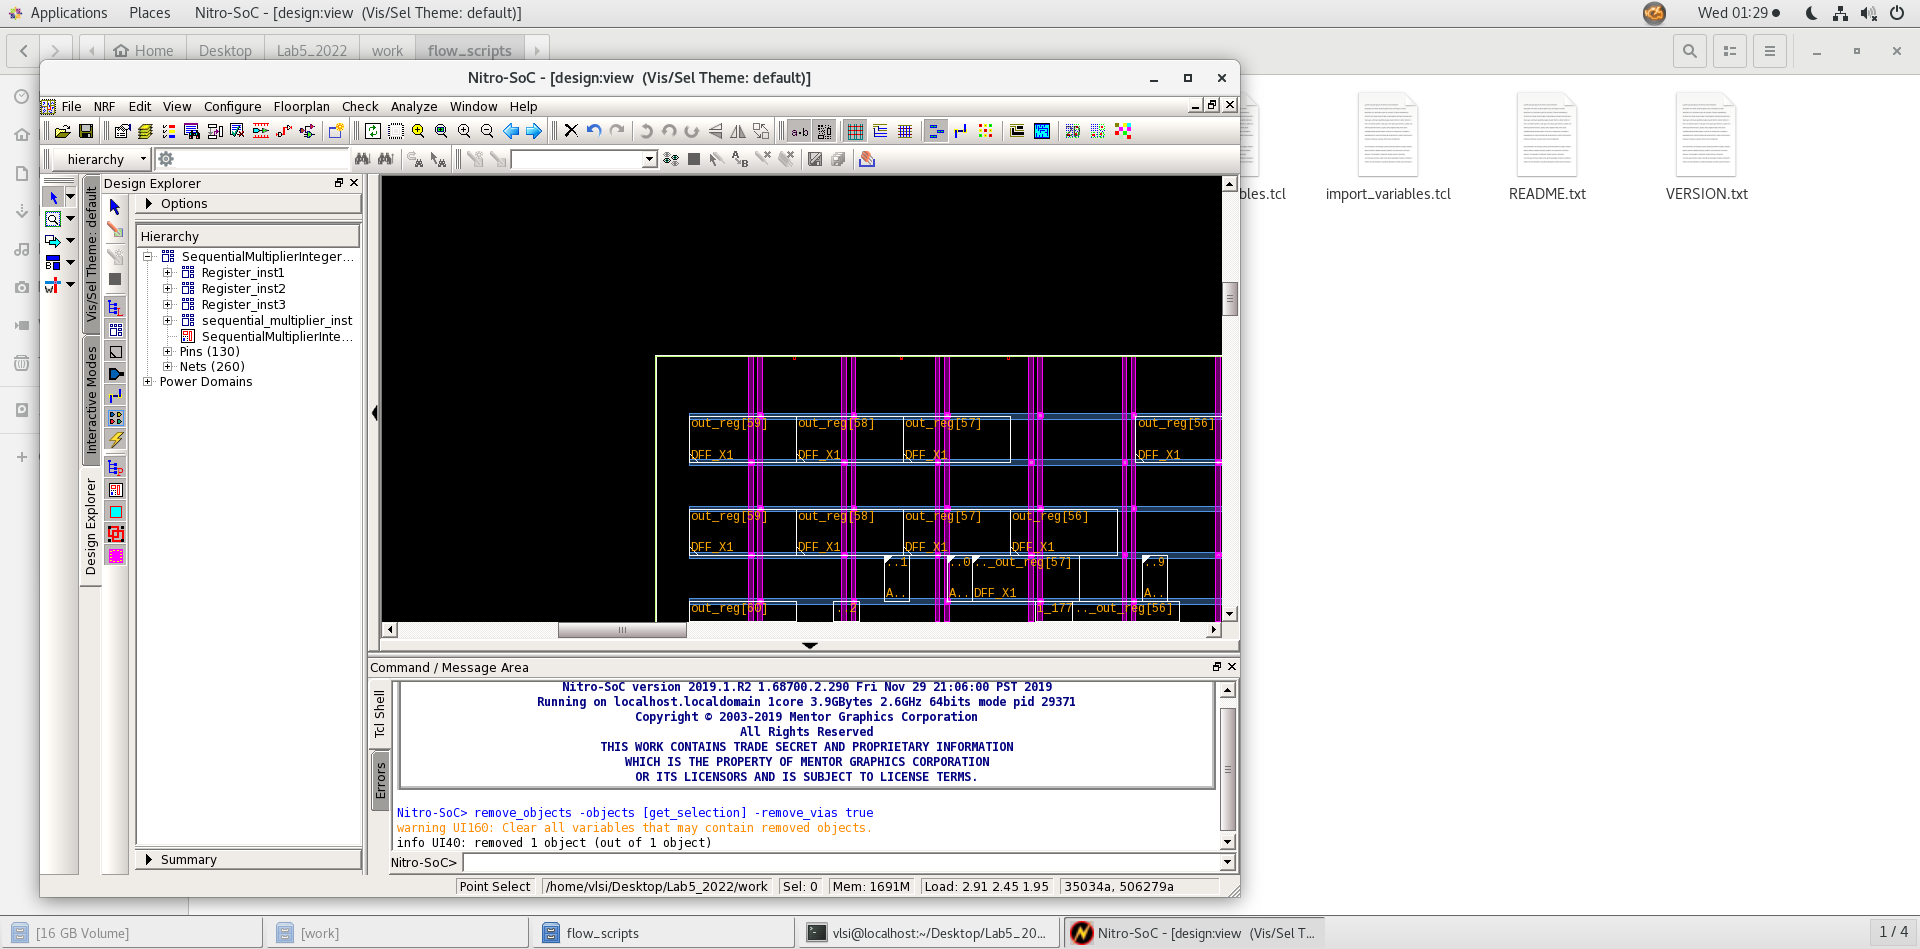 Applications Places Nitro-SoC - [design:view (Vis/Sel Theme: default)] Wed 01:29
Home Desktop Lab5_2022 work flow_scripts
Nitro-SoC - [design:view (Vis/Sel Theme: default)]
File NRF Edit View Configure Floorplan Check Analyze Window Help
hierarchy
Design Explorer
Options
Hierarchy
SequentialMultiplierInteger...
Register_inst1
Register_inst2
Register_inst3
sequential_multiplier_inst
SequentialMultiplierInte...
Pins (130)
Nets (260)
Power Domains
Summary
Vis/Sel Theme: default
Interactive Modes
Design Explorer
out_reg[59] out_reg[58] out_reg[57] out_reg[56]
DFF_X1 DFF_X1 DFF_X1 DFF_X1
out_reg[59] out_reg[58] out_reg[57] out_reg[56]
DFF_X1 DFF_X1 DFF_X1 DFF_X1
..1 ..0 .._out_reg[57] ..9
A.. A.. DFF_X1 A..
out_reg[60] ..2 i_177 .._out_reg[56]
Command / Message Area
Tcl Shell
Errors
Nitro-SoC version 2019.1.R2 1.68700.2.290 Fri Nov 29 21:06:00 PST 2019
Running on localhost.localdomain 1core 3.9GBytes 2.6GHz 64bits mode pid 29371
Copyright © 2003-2019 Mentor Graphics Corporation
All Rights Reserved
THIS WORK CONTAINS TRADE SECRET AND PROPRIETARY INFORMATION
WHICH IS THE PROPERTY OF MENTOR GRAPHICS CORPORATION
OR ITS LICENSORS AND IS SUBJECT TO LICENSE TERMS.
Nitro-SoC> remove_objects -objects [get_selection] -remove_vias true
warning UI160: Clear all variables that may contain removed objects.
info UI40: removed 1 object (out of 1 object)
Nitro-SoC>
Point Select /home/vlsi/Desktop/Lab5_2022/work Sel: 0 Mem: 1691M Load: 2.91 2.45 1.95 35034a, 506279a
bles.tcl import_variables.tcl README.txt VERSION.txt
[16 GB Volume] [work] flow_scripts vlsi@localhost:~/Desktop/Lab5_20... Nitro-SoC - [design:view (Vis/Sel T... 1 / 4